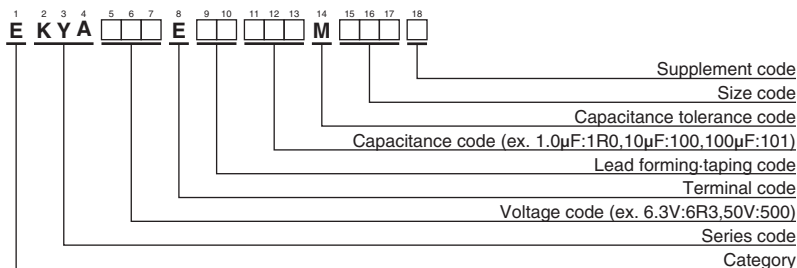 1 2 3 4 5 6 7 8 9 10 11 12 13 14 15 16 17 18
E KYA □□□ E □□ □□□ M □□□ □
Supplement code
Size code
Capacitance tolerance code
Capacitance code (ex. 1.0µF:1R0,10µF:100,100µF:101)
Lead forming·taping code
Terminal code
Voltage code (ex. 6.3V:6R3,50V:500)
Series code
Category